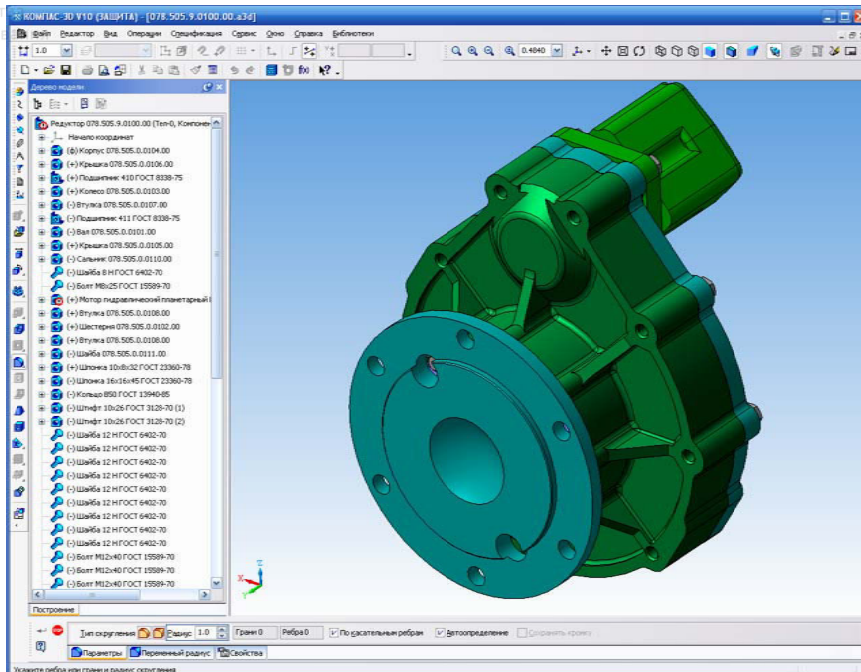 КОМПАС-3D V10 (ЗАЩИТА) - [078.505.9.0100.00.a3d]
Файл Редактор Вид Операции Спецификация Сервис Окно Справка Библиотеки
1.0
0.4840
Дерево модели
Редуктор 078.505.9.0100.00 (Тел-0, Компонен
Начало координат
(ф) Корпус 078.505.0.0104.00
(+) Крышка 078.505.0.0106.00
(+) Подшипник 410 ГОСТ 8338-75
(+) Колесо 078.505.0.0103.00
(-) Втулка 078.505.0.0107.00
(-) Подшипник 411 ГОСТ 8338-75
(-) Вал 078.505.0.0101.00
(+) Крышка 078.505.0.0105.00
(-) Сальник 078.505.0.0110.00
(-) Шайба 8 Н ГОСТ 6402-70
(-) Болт М8х25 ГОСТ 15589-70
(+) Мотор гидравлический планетарный
(+) Втулка 078.505.0.0108.00
(+) Шестерня 078.505.0.0102.00
(+) Втулка 078.505.0.0108.00
(-) Шайба 078.505.0.0111.00
(+) Шпонка 10х8х32 ГОСТ 23360-78
(-) Шпонка 16х16х45 ГОСТ 23360-78
(-) Кольцо В50 ГОСТ 13940-85
(-) Штифт 10х26 ГОСТ 3128-70 (1)
(-) Штифт 10х26 ГОСТ 3128-70 (2)
(-) Шайба 12 Н ГОСТ 6402-70
(-) Шайба 12 Н ГОСТ 6402-70
(-) Шайба 12 Н ГОСТ 6402-70
(-) Шайба 12 Н ГОСТ 6402-70
(-) Шайба 12 Н ГОСТ 6402-70
(-) Шайба 12 Н ГОСТ 6402-70
(-) Шайба 12 Н ГОСТ 6402-70
(-) Шайба 12 Н ГОСТ 6402-70
(-) Шайба 12 Н ГОСТ 6402-70
(-) Болт М12х40 ГОСТ 15589-70
(-) Болт М12х40 ГОСТ 15589-70
(-) Болт М12х40 ГОСТ 15589-70
Z
X
Y
Построение
Тип скругления Радиус 1.0 Грани 0 Ребра 0 По касательным ребрам Автоопределение Сохранять кромку
Параметры Переменный радиус Свойства
Укажите ребра или грани и радиус скругления